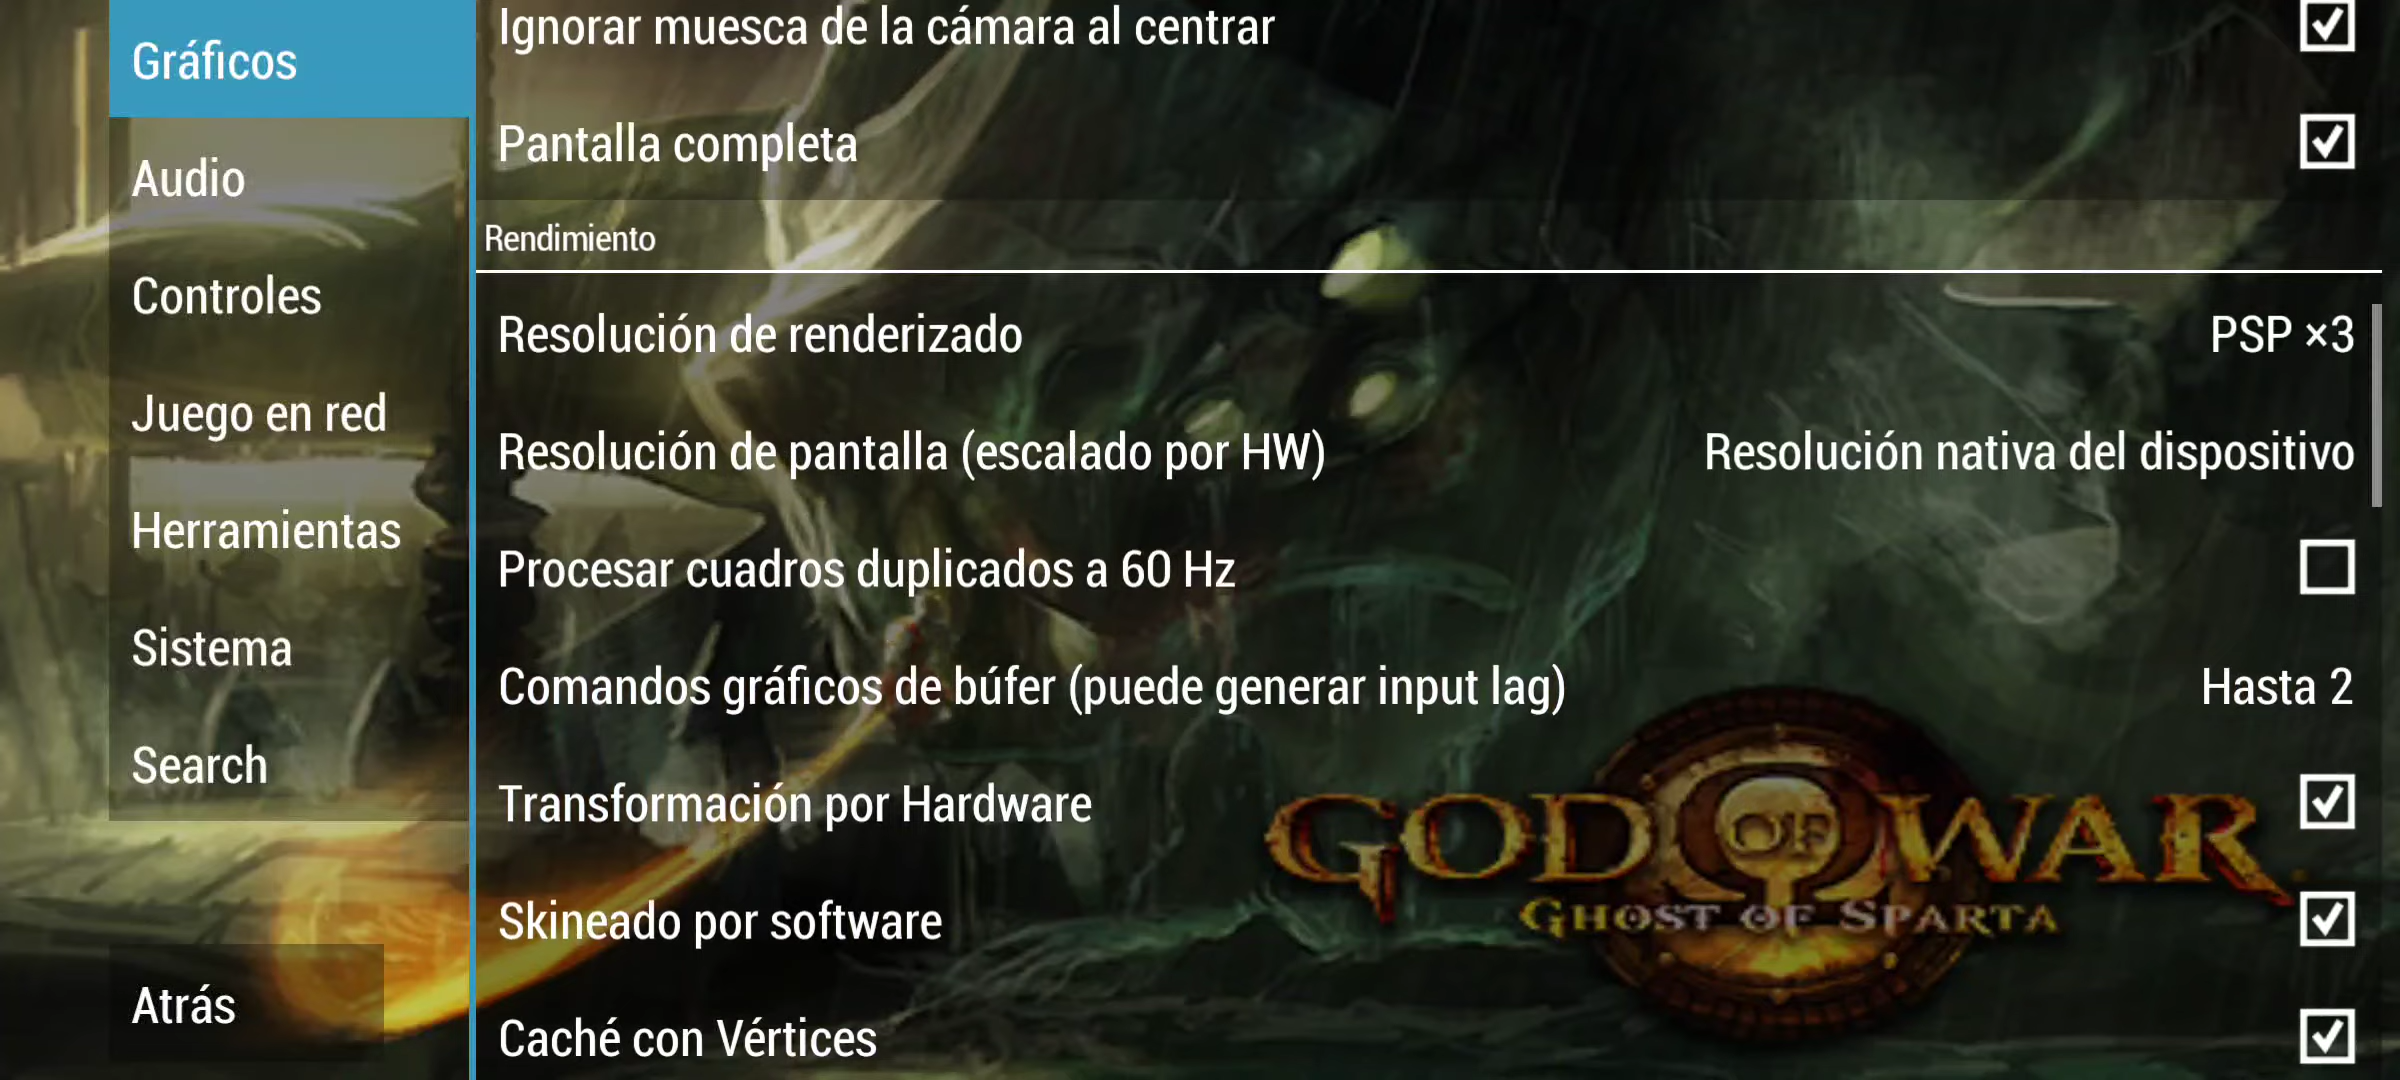 Gráficos
Audio
Controles
Juego en red
Herramientas
Sistema
Search
Atrás
Ignorar muesca de la cámara al centrar
Pantalla completa
Rendimiento
Resolución de renderizado PSP ×3
Resolución de pantalla (escalado por HW) Resolución nativa del dispositivo
Procesar cuadros duplicados a 60 Hz
Comandos gráficos de búfer (puede generar input lag) Hasta 2
Transformación por Hardware
Skineado por software
Caché con Vértices
GOD OF WAR
GHOST OF SPARTA